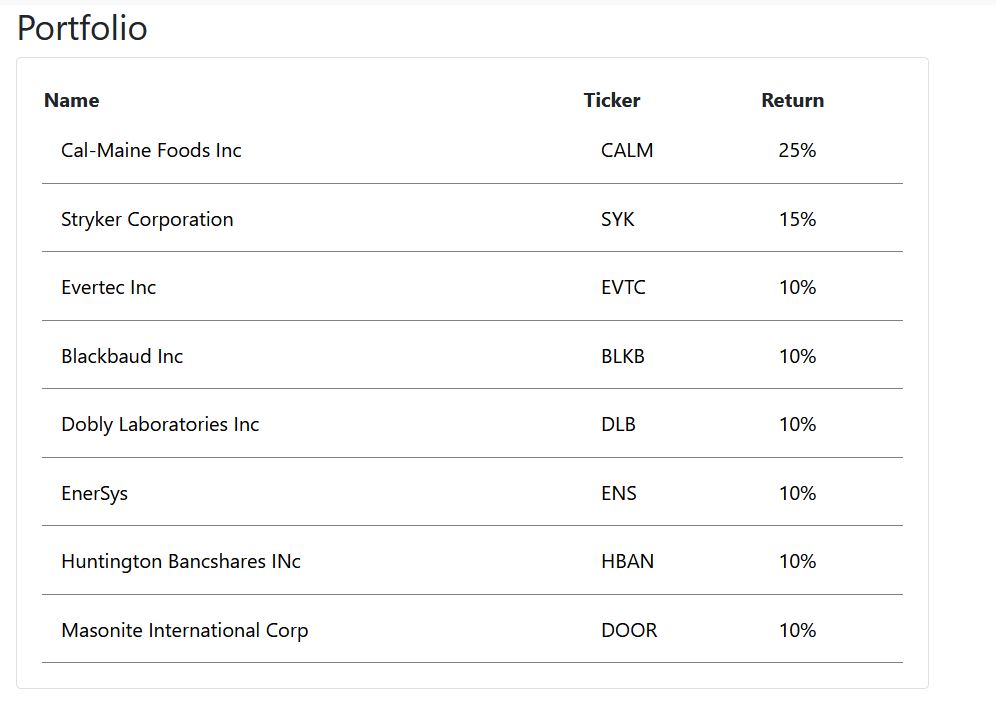 Portfolio
Name Ticker Return
Cal-Maine Foods Inc CALM 25%
Stryker Corporation SYK 15%
Evertec Inc EVTC 10%
Blackbaud Inc BLKB 10%
Dobly Laboratories Inc DLB 10%
EnerSys ENS 10%
Huntington Bancshares INc HBAN 10%
Masonite International Corp DOOR 10%